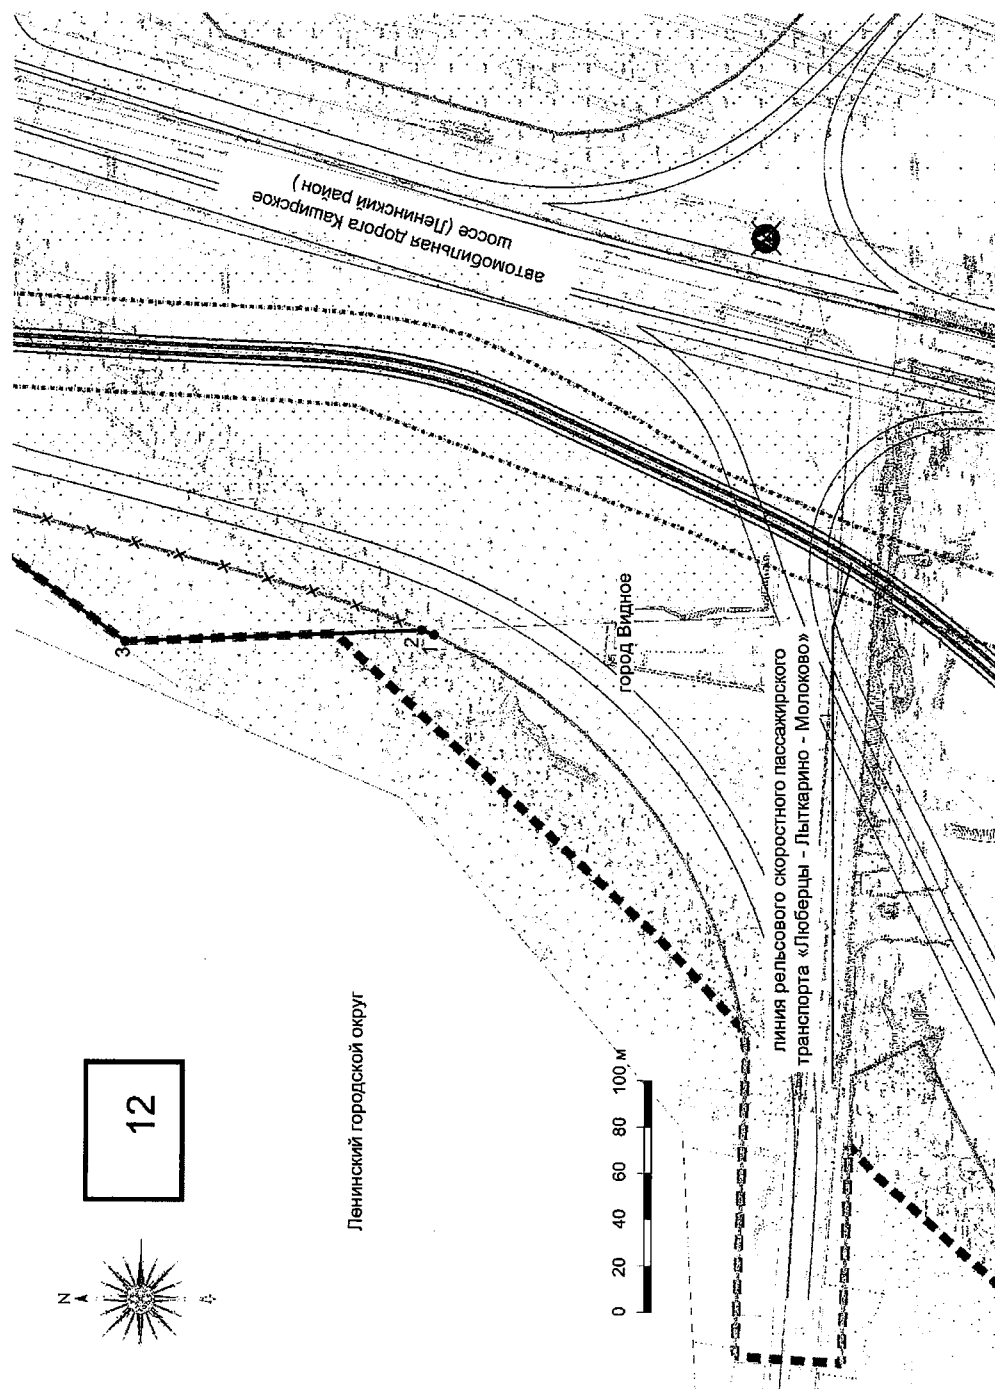 N
12
Ленинский городской округ
0 20 40 60 80 100 м
3
2
1
город Видное
автомобильная дорога Каширское
шоссе (Ленинский район )
линия рельсового скоростного пассажирского
транспорта «Люберцы - Лыткарино - Молоково»